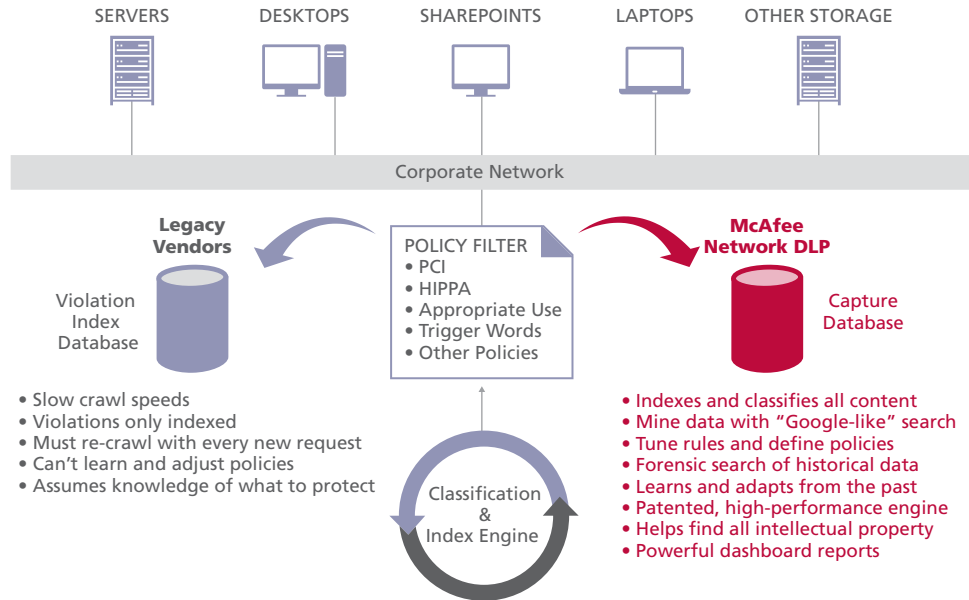 SERVERS
DESKTOPS
SHAREPOINTS
LAPTOPS
OTHER STORAGE
Corporate Network
Legacy
Vendors
Violation
Index
Database
• Slow crawl speeds
• Violations only indexed
• Must re-crawl with every new request
• Can’t learn and adjust policies
• Assumes knowledge of what to protect
POLICY FILTER
• PCI
• HIPPA
• Appropriate Use
• Trigger Words
• Other Policies
Classification
&
Index Engine
McAfee
Network DLP
Capture
Database
• Indexes and classifies all content
• Mine data with “Google-like” search
• Tune rules and define policies
• Forensic search of historical data
• Learns and adapts from the past
• Patented, high-performance engine
• Helps find all intellectual property
• Powerful dashboard reports